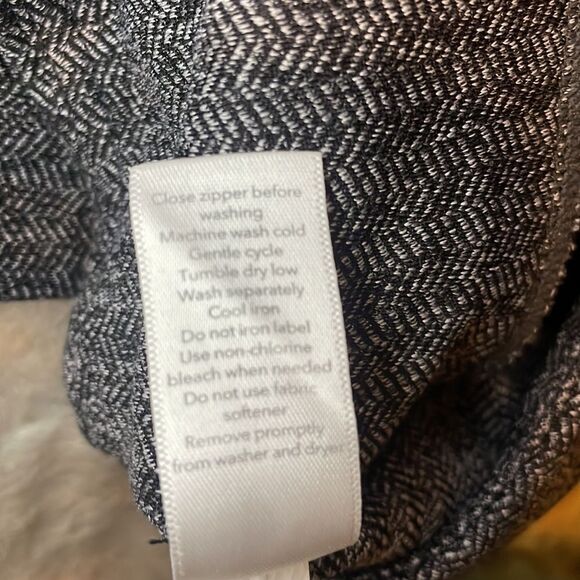 Close zipper before
washing
Machine wash cold
Gentle cycle
Tumble dry low
Wash separately
Cool iron
Do not iron label
Use non-chlorine
bleach when needed
Do not use fabric
softener
Remove promptly
from washer and dryer